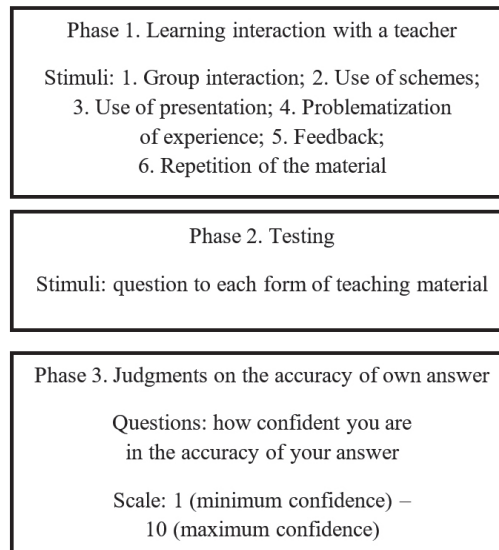 Phase 1. Learning interaction with a teacher
Stimuli: 1. Group interaction; 2. Use of schemes;
3. Use of presentation; 4. Problematization
of experience; 5. Feedback;
6. Repetition of the material
Phase 2. Testing
Stimuli: question to each form of teaching material
Phase 3. Judgments on the accuracy of own answer
Questions: how confident you are
in the accuracy of your answer
Scale: 1 (minimum confidence) –
10 (maximum confidence)